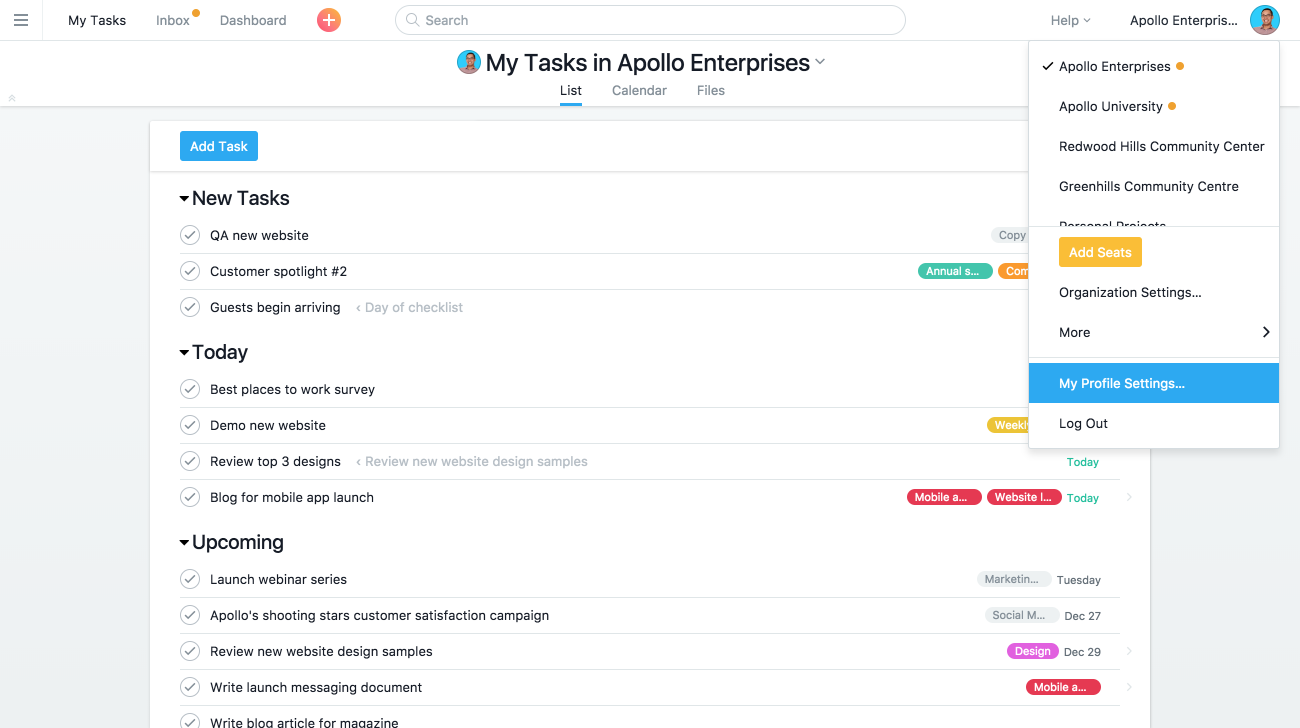 My Tasks Inbox Dashboard Search Help Apollo Enterpris...
My Tasks in Apollo Enterprises
List Calendar Files
Apollo Enterprises
Apollo University
Redwood Hills Community Center
Greenhills Community Centre
Personal Projects
Add Seats
Organization Settings...
More
My Profile Settings...
Log Out
Add Task
New Tasks
QA new website Copy
Customer spotlight #2 Annual s... Com
Guests begin arriving ‹ Day of checklist
Today
Best places to work survey
Demo new website Weekly
Review top 3 designs ‹ Review new website design samples Today
Blog for mobile app launch Mobile a... Website l... Today
Upcoming
Launch webinar series Marketin... Tuesday
Apollo's shooting stars customer satisfaction campaign Social M... Dec 27
Review new website design samples Design Dec 29
Write launch messaging document Mobile a...
Write blog article for magazine